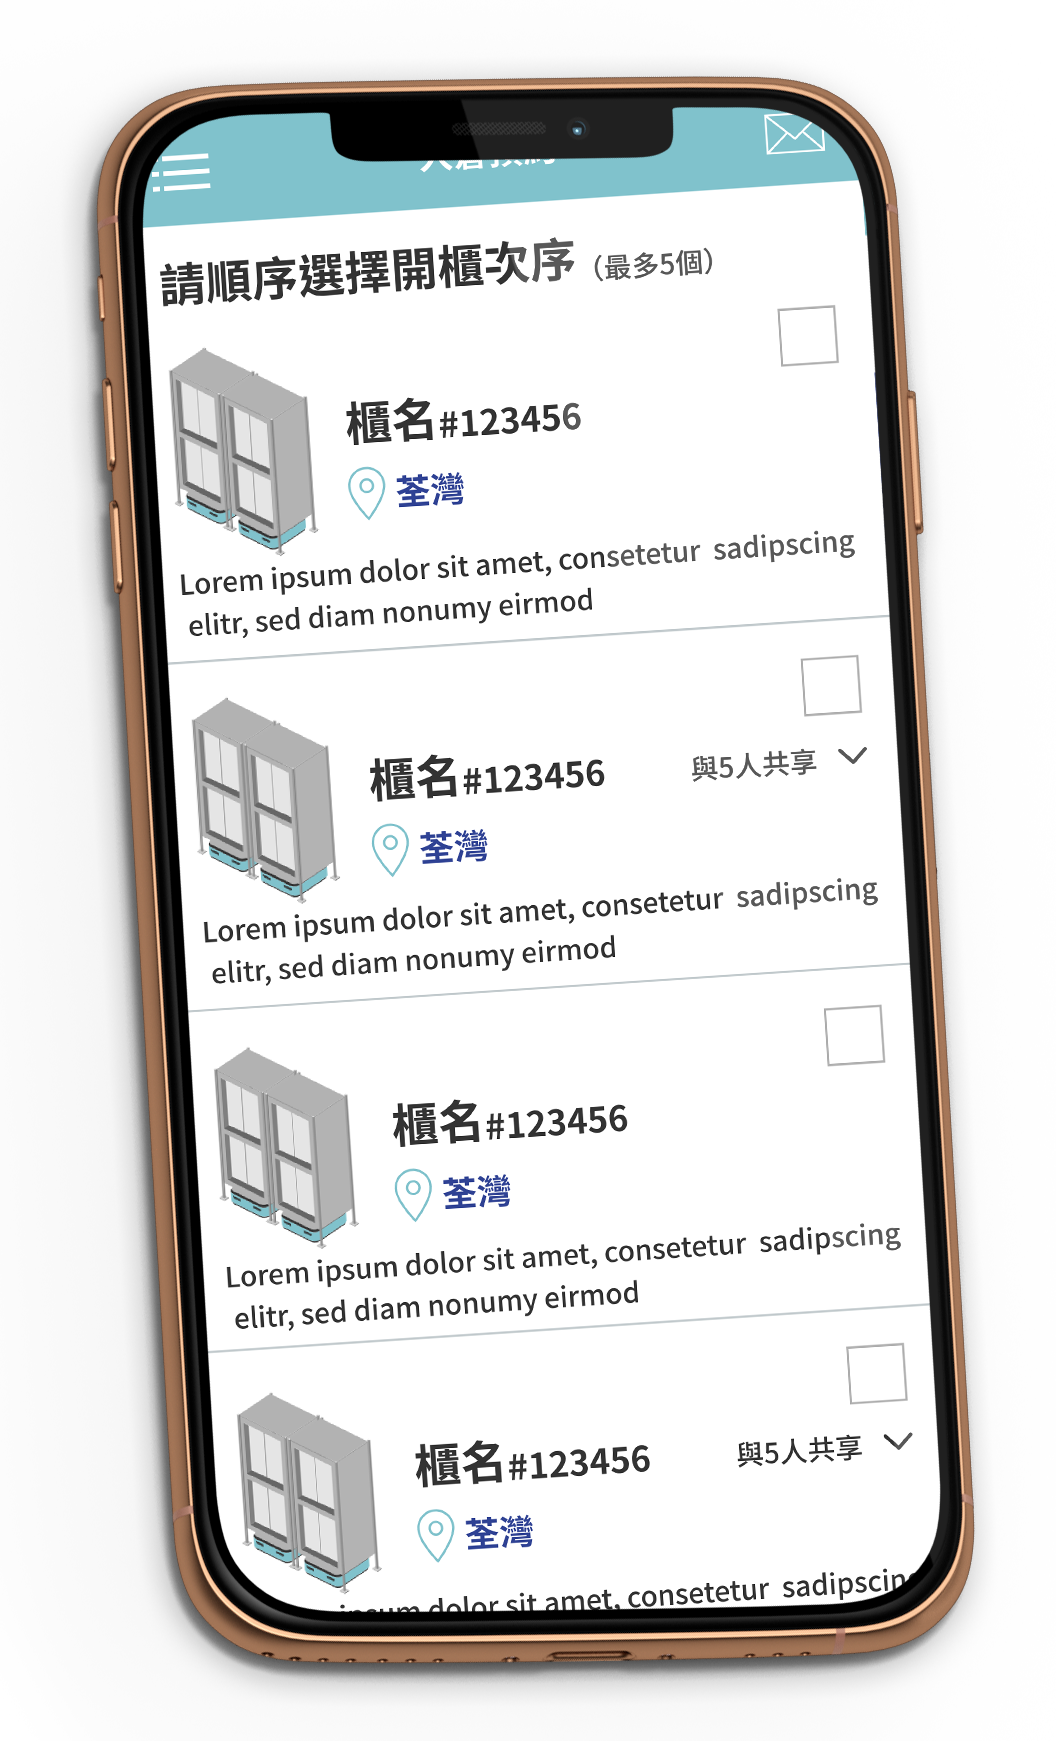 請順序選擇開櫃次序 (最多5個)
櫃名#123456
荃灣
Lorem ipsum dolor sit amet, consetetur sadipscing
elitr, sed diam nonumy eirmod
櫃名#123456
與5人共享
荃灣
Lorem ipsum dolor sit amet, consetetur sadipscing
elitr, sed diam nonumy eirmod
櫃名#123456
荃灣
Lorem ipsum dolor sit amet, consetetur sadipscing
elitr, sed diam nonumy eirmod
櫃名#123456
與5人共享
荃灣
ipsum dolor sit amet, consetetur sadipscing